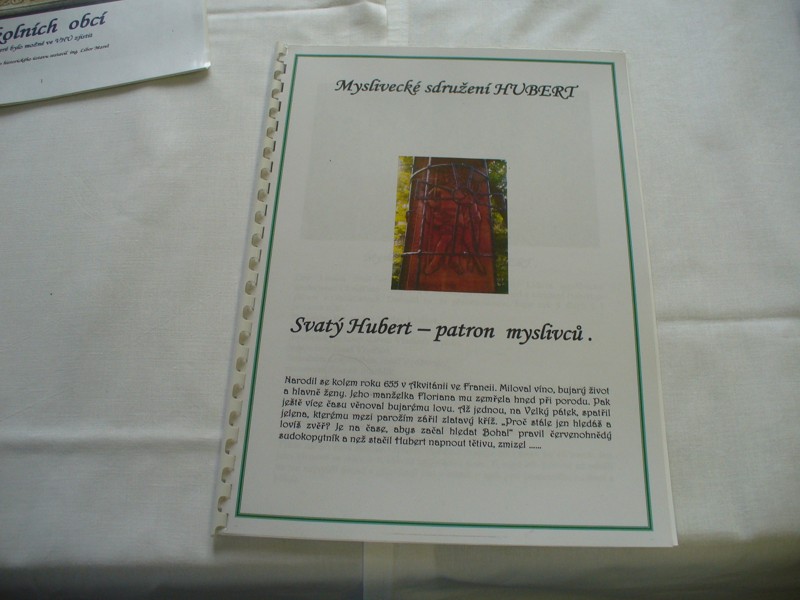 kolních obcí
Myslivecké sdružení HUBERT
Svatý Hubert – patron myslivců .
Narodil se kolem roku 655 v Akvitánii ve Francii. Miloval víno, bujarý život
a hlavně ženy. Jeho manželka Floriana mu zemřela hned při porodu. Pak
ještě více času věnoval bujarému lovu. Až jednou, na Velký pátek, spatřil
jelena, kterému mezi parožím zářil zlatavý kříž. „Proč stále jen hledáš a
lovíš zvěř? Je na čase, abys začal hledat Boha!" pravil červenohnědý
sudokopytník a než stačil Hubert napnout tětivu, zmizel ......